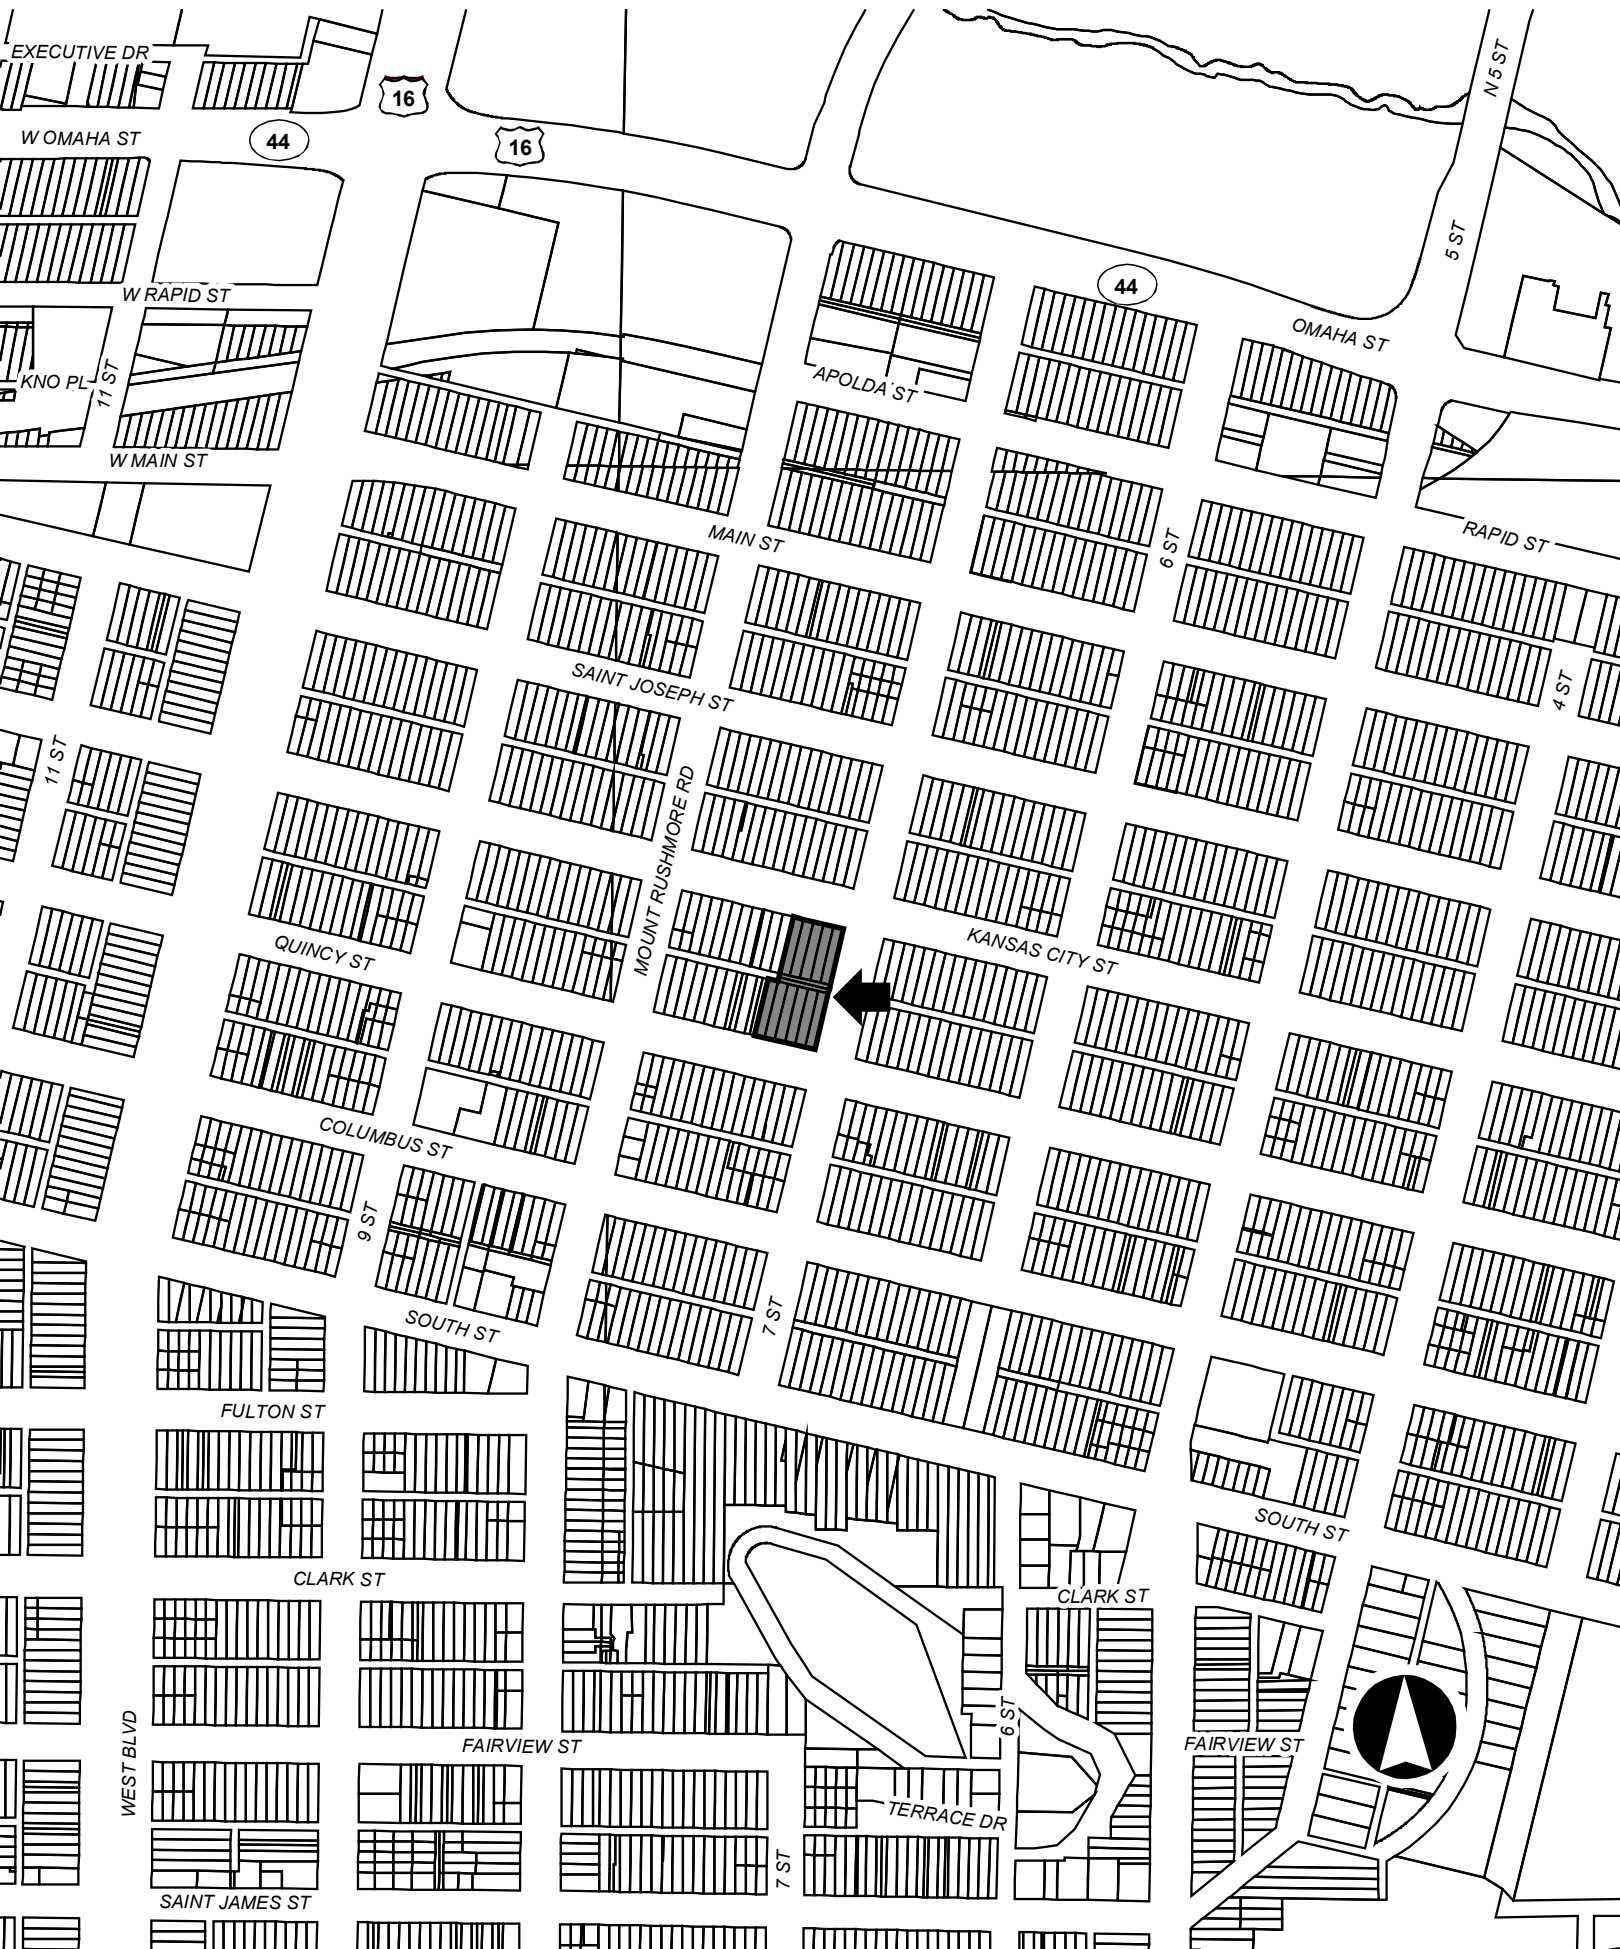 EXECUTIVE DR
N 5 ST
16
W OMAHA ST
44
16
5 ST
44
W RAPID ST
OMAHA ST
KNO PL
11 ST
APOLDA ST
W MAIN ST
MAIN ST
6 ST
RAPID ST
SAINT JOSEPH ST
4 ST
11 ST
MOUNT RUSHMORE RD
QUINCY ST
KANSAS CITY ST
COLUMBUS ST
9 ST
SOUTH ST
7 ST
FULTON ST
SOUTH ST
CLARK ST
CLARK ST
6 ST
WEST BLVD
FAIRVIEW ST
FAIRVIEW ST
TERRACE DR
7 ST
SAINT JAMES ST